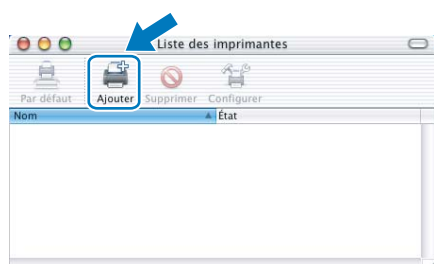 Liste des imprimantes
Par défaut Ajouter Supprimer Configurer
Nom État